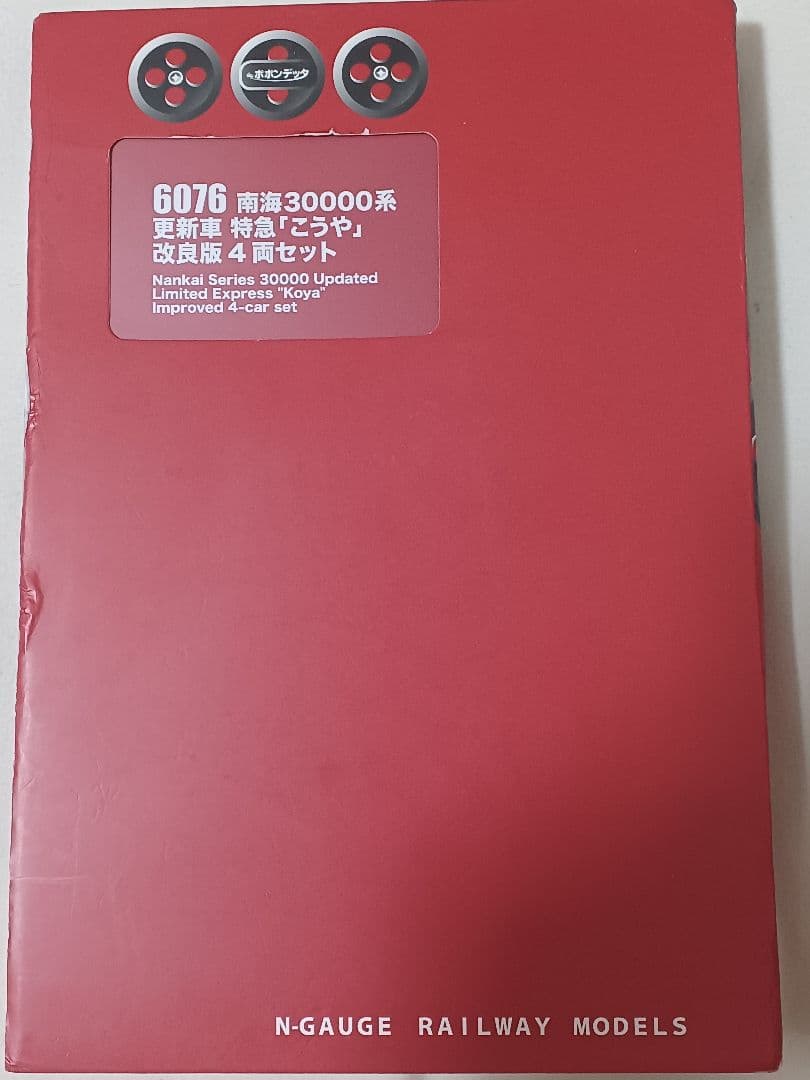 ポポンデッタ
6076 南海30000系
更新車 特急「こうや」
改良版4両セット
Nankai Series 30000 Updated
Limited Express "Koya"
Improved 4-car set
N-GAUGE RAILWAY MODELS